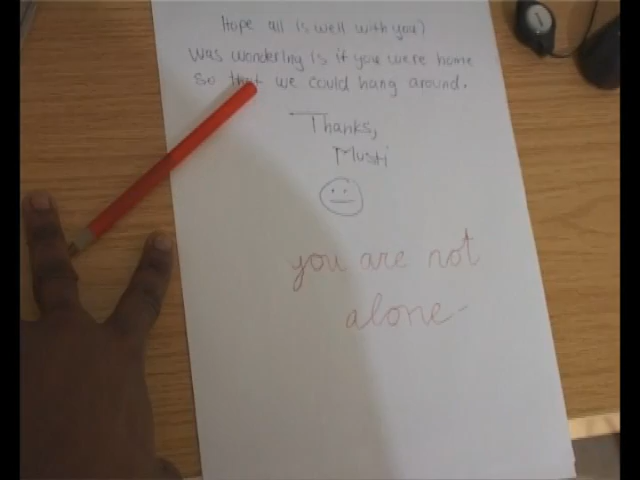 Hope all is well with you)
Was wondering is if you were home
so that we could hang around.
Thanks,
Musti
you are not
alone-